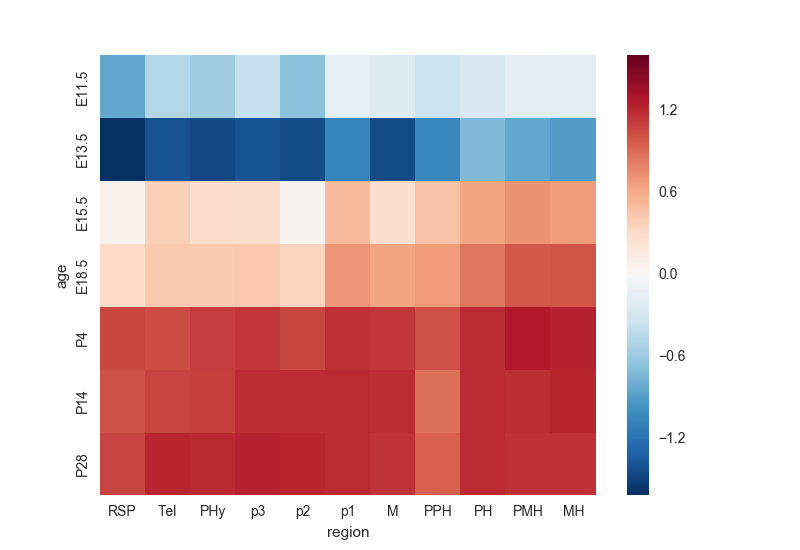 E11.5
E13.5
E15.5
E18.5
P4
P14
P28
age
RSP Tel PHy p3 p2 p1 M PPH PH PMH MH
region
1.2
0.6
0.0
−0.6
−1.2